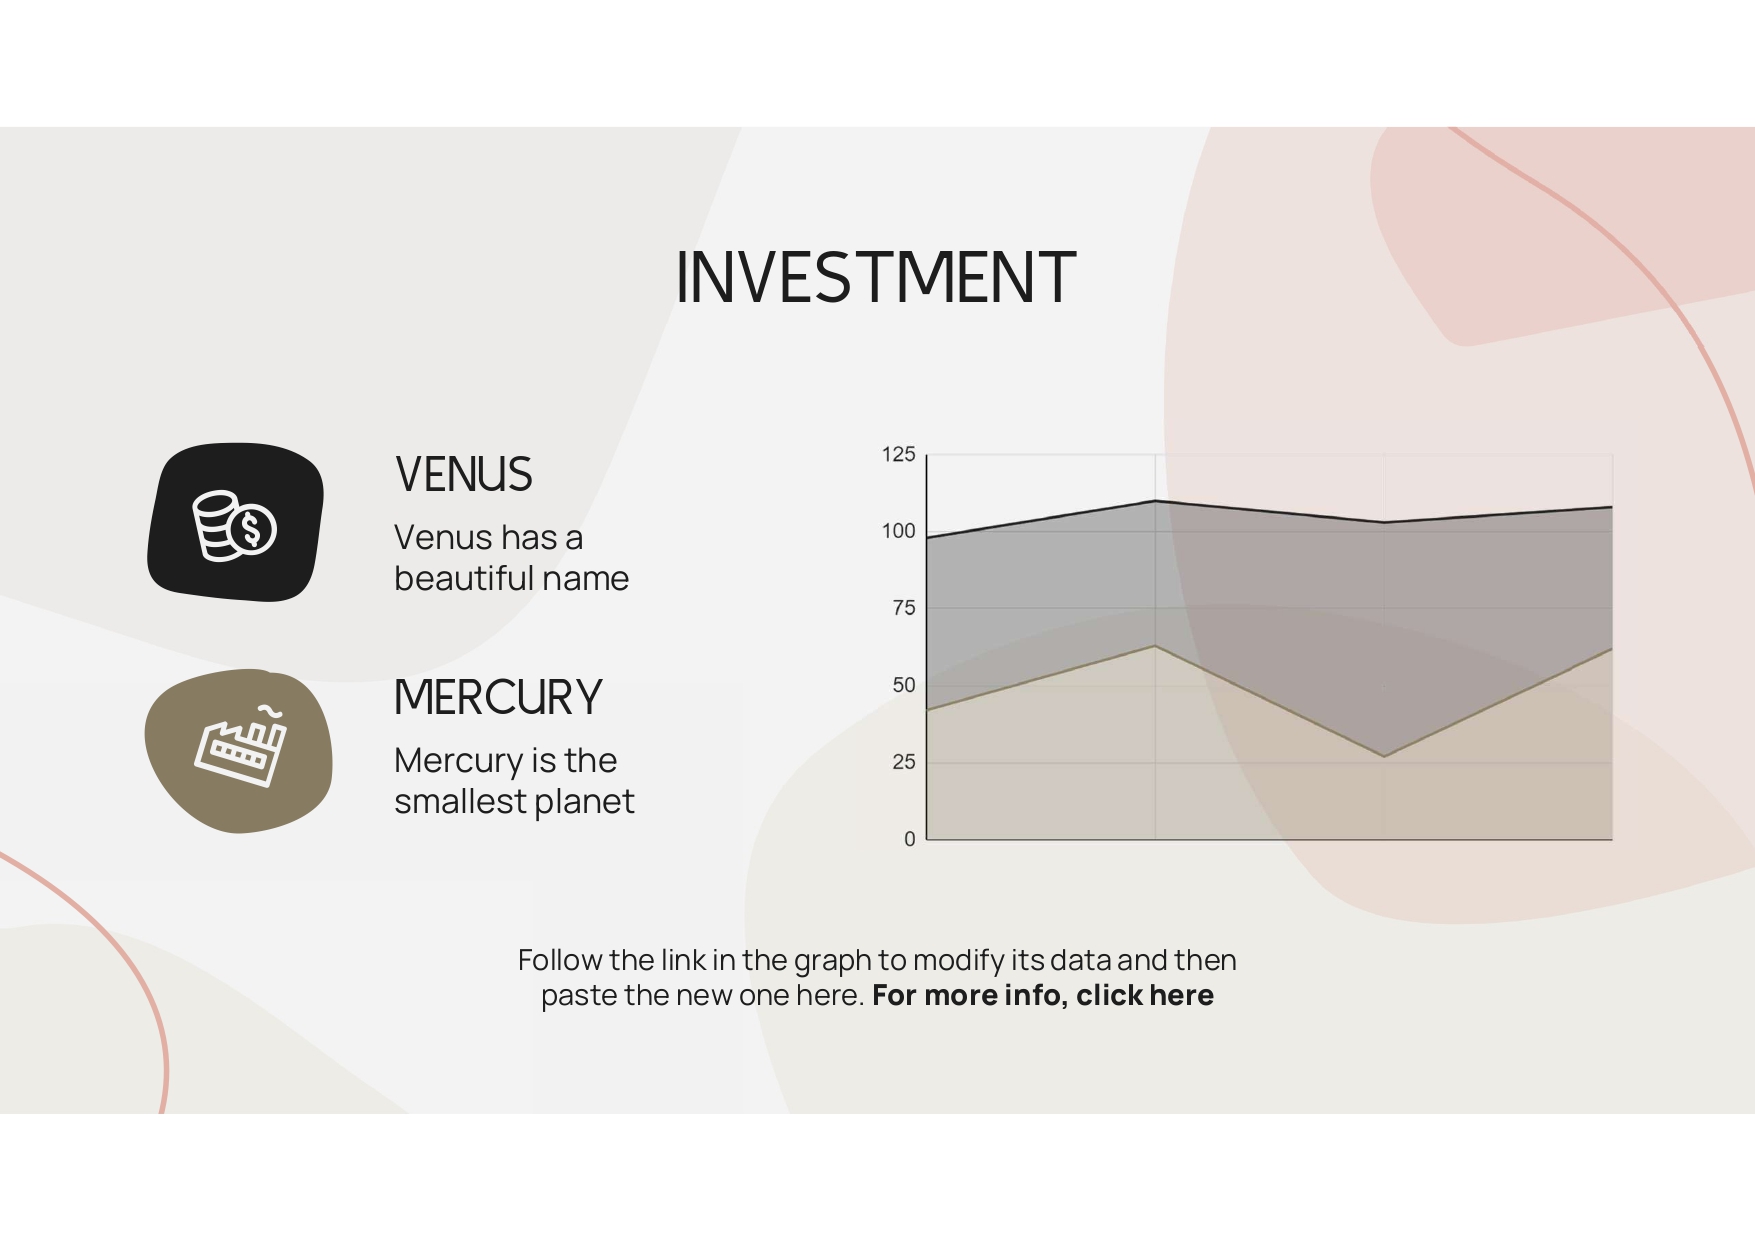 INVESTMENT
VENUS
Venus has a
beautiful name
MERCURY
Mercury is the
smallest planet
125
100
75
50
25
0
Follow the link in the graph to modify its data and then
paste the new one here. For more info, click here